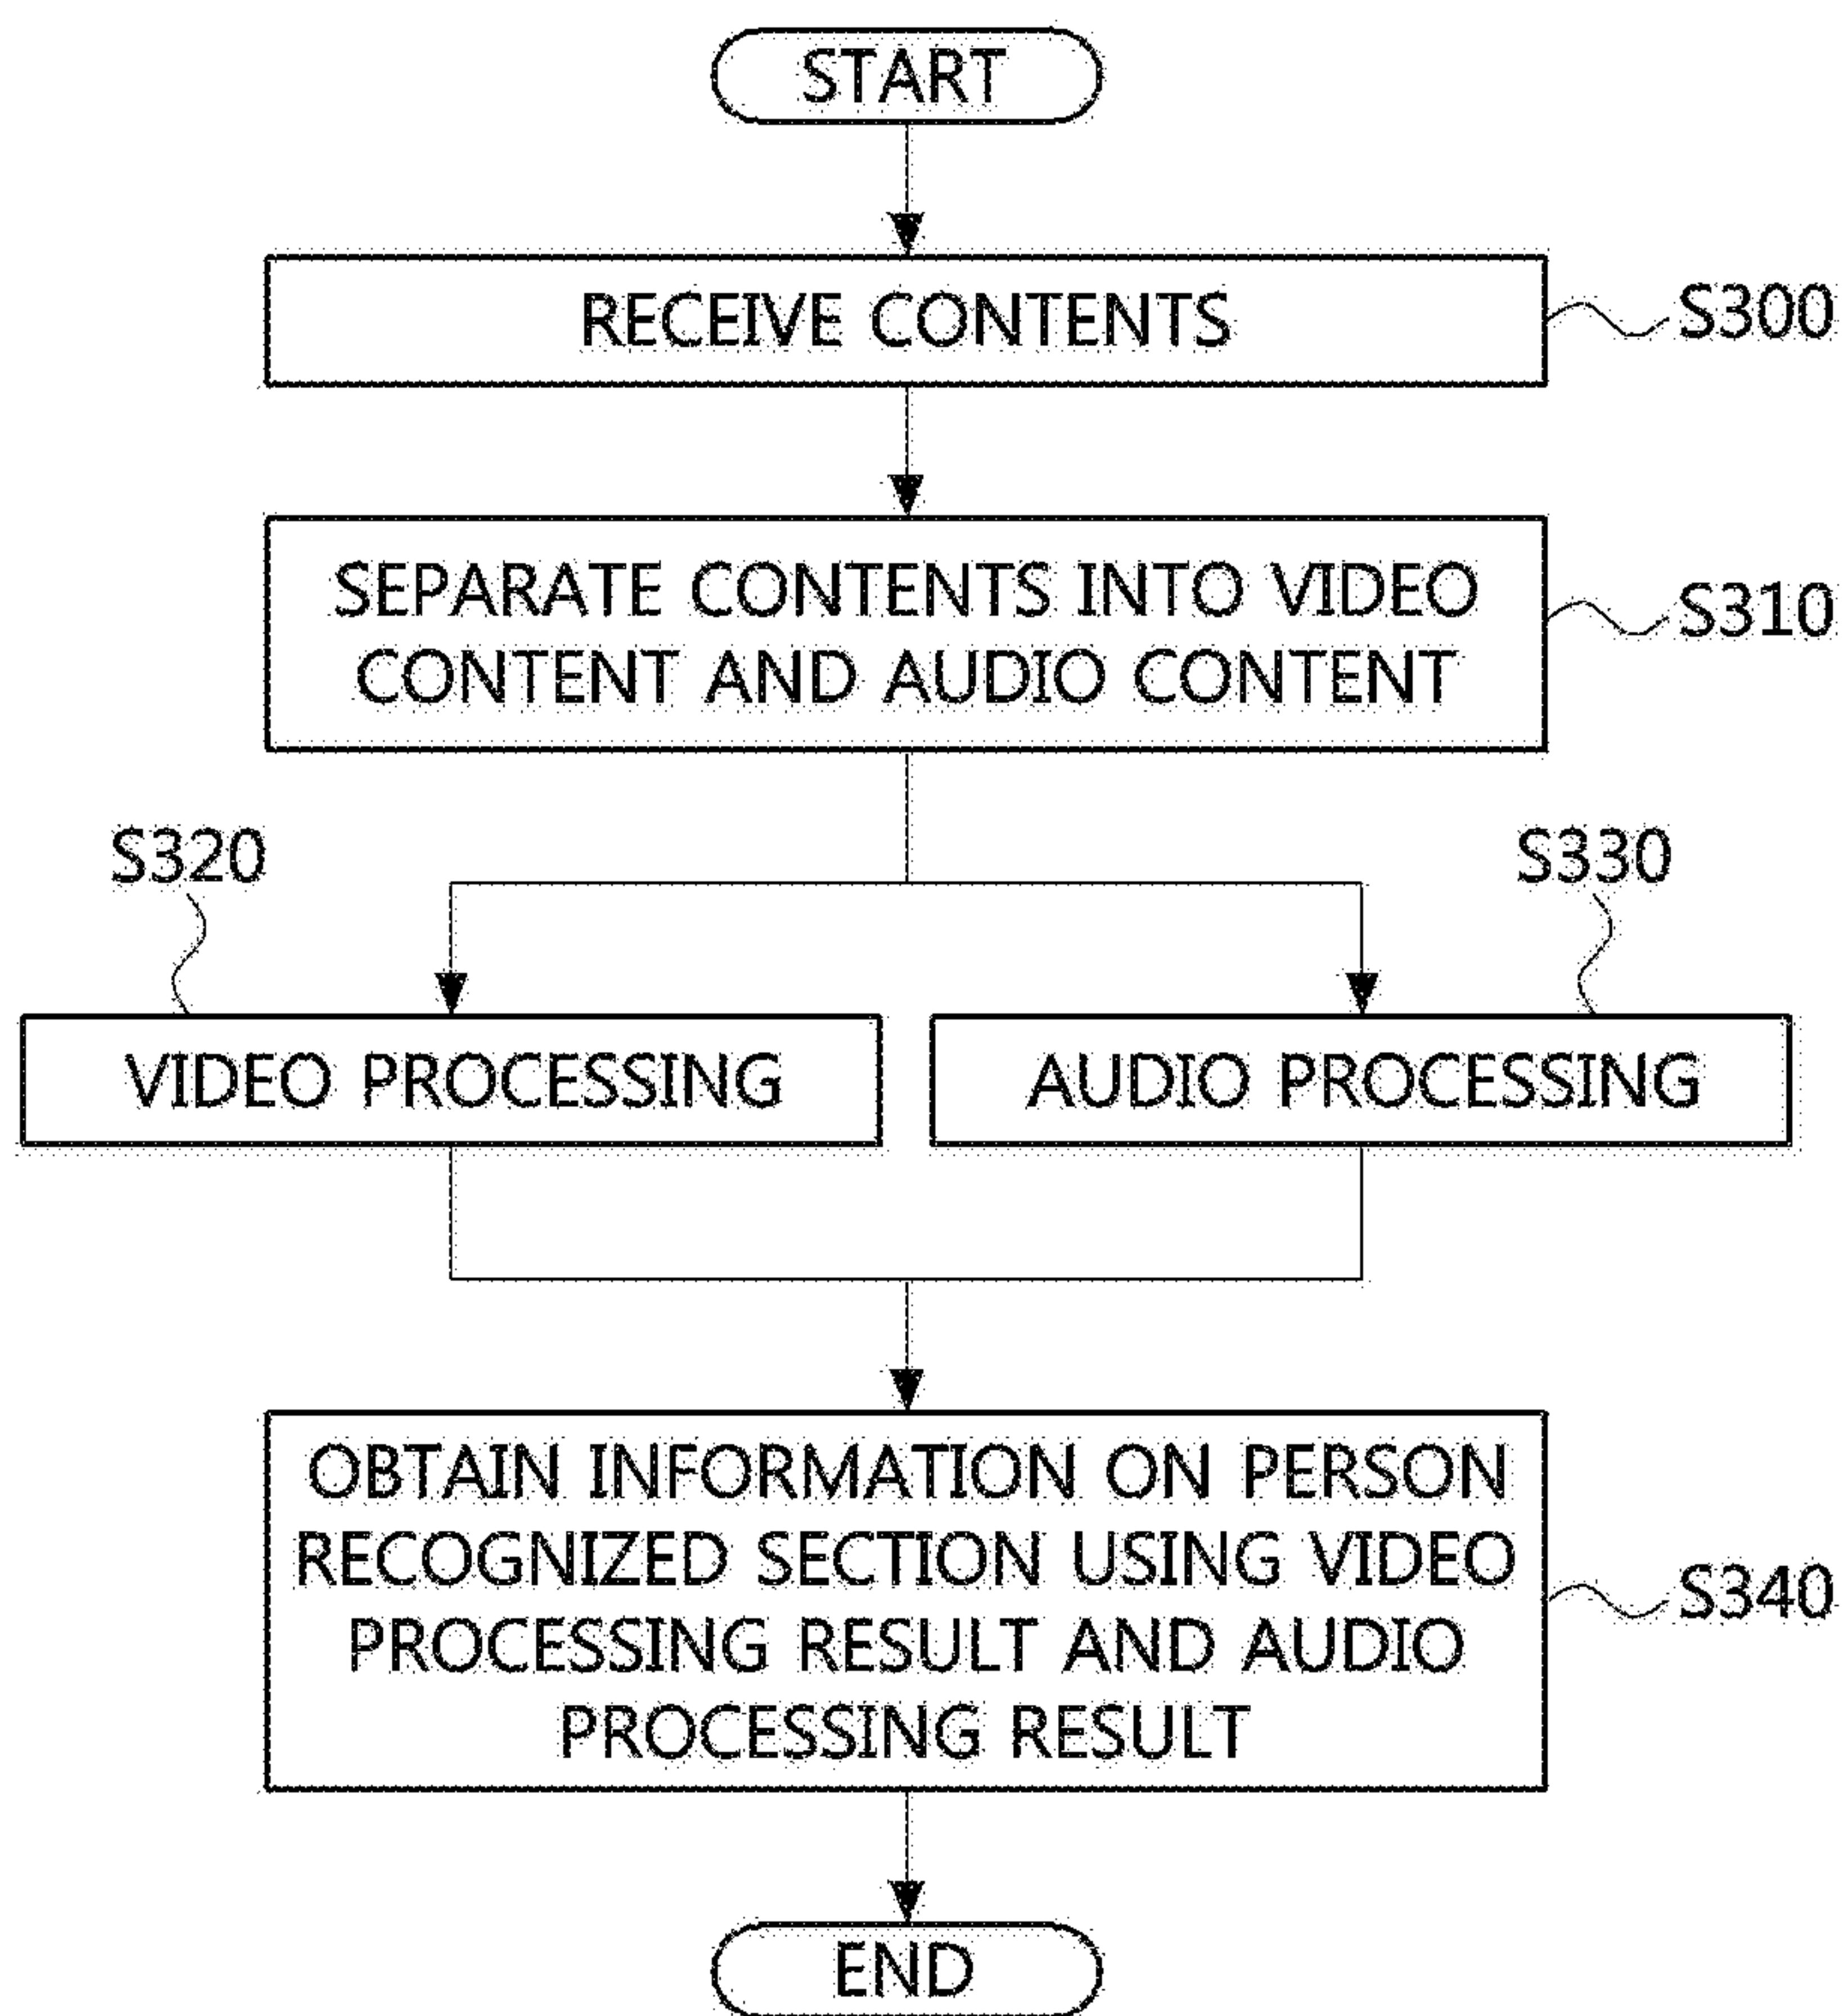 START
RECEIVE CONTENTS
S300
SEPARATE CONTENTS INTO VIDEO
CONTENT AND AUDIO CONTENT
S310
S320
S330
VIDEO PROCESSING
AUDIO PROCESSING
OBTAIN INFORMATION ON PERSON
RECOGNIZED SECTION USING VIDEO
PROCESSING RESULT AND AUDIO
PROCESSING RESULT
S340
END